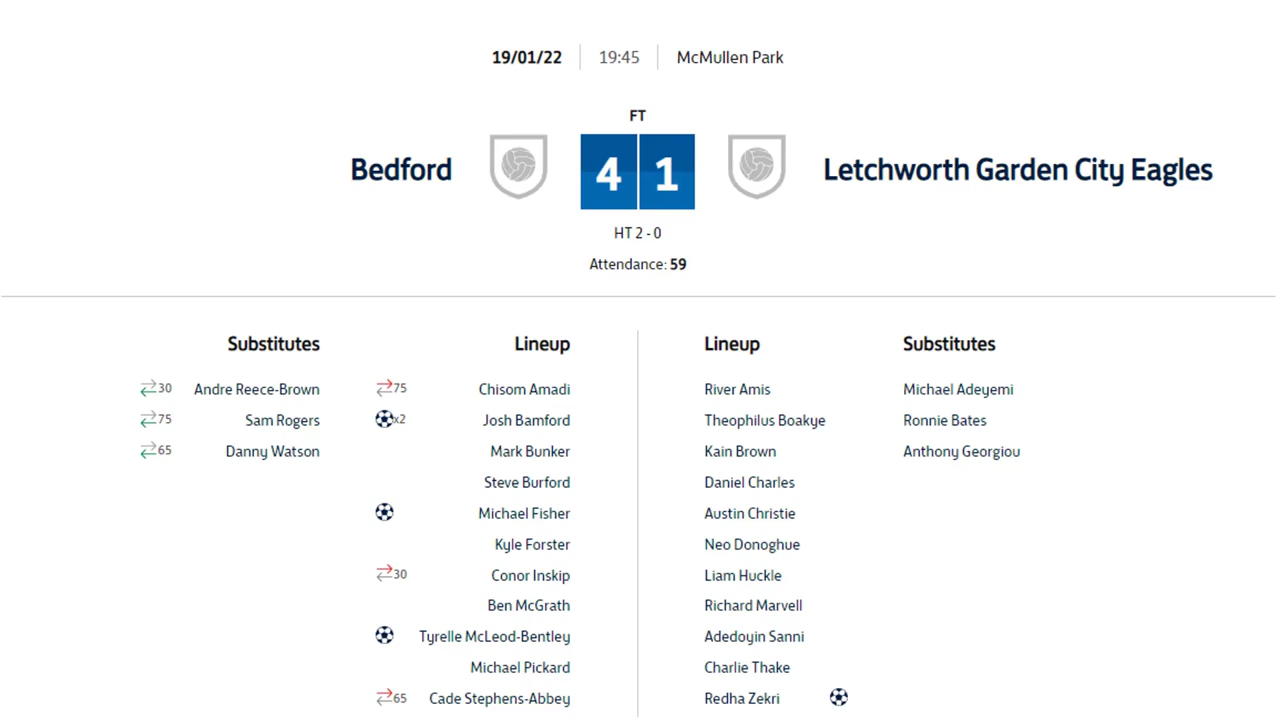 19/01/22 19:45 McMullen Park
FT
Bedford 4 1 Letchworth Garden City Eagles
HT 2 - 0
Attendance: 59
Substitutes Lineup Lineup Substitutes
30 Andre Reece-Brown 75 Chisom Amadi River Amis Michael Adeyemi
75 Sam Rogers x2 Josh Bamford Theophilus Boakye Ronnie Bates
65 Danny Watson Mark Bunker Kain Brown Anthony Georgiou
Steve Burford Daniel Charles
Michael Fisher Austin Christie
Kyle Forster Neo Donoghue
30 Conor Inskip Liam Huckle
Ben McGrath Richard Marvell
Tyrelle McLeod-Bentley Adedoyin Sanni
Michael Pickard Charlie Thake
65 Cade Stephens-Abbey Redha Zekri